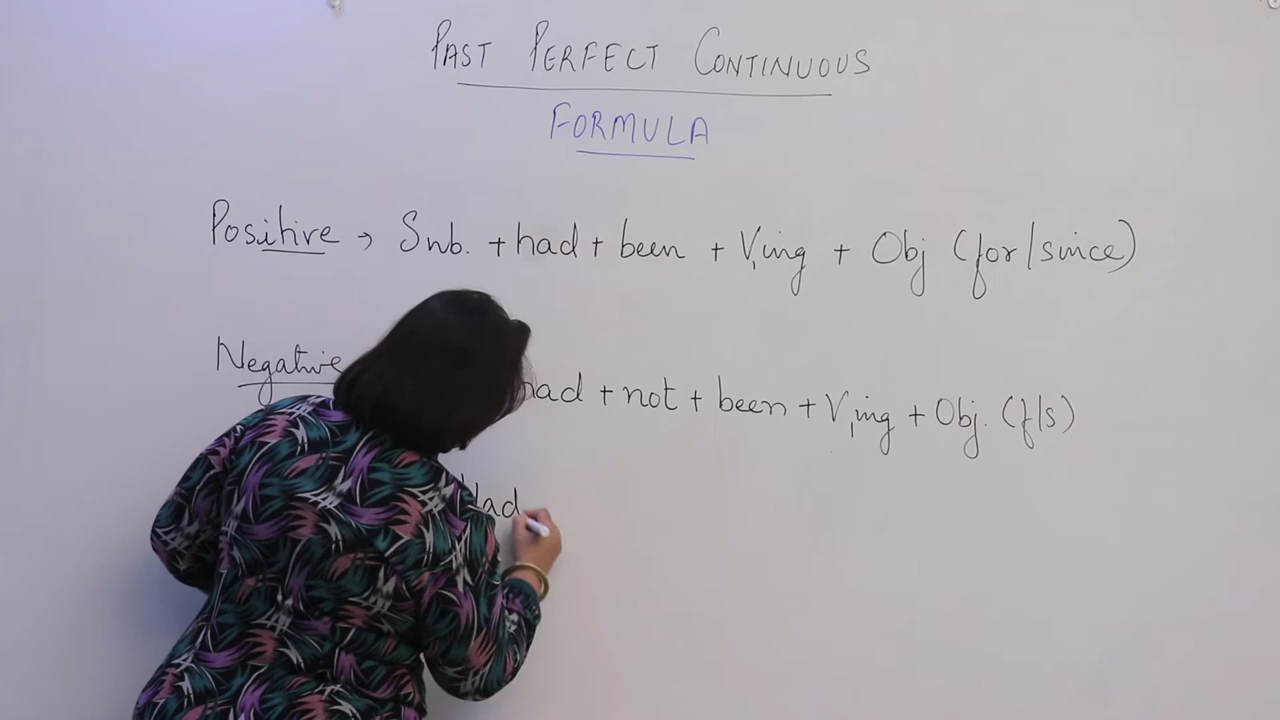 PAST PERFECT CONTINUOUS
FORMULA
Positive → Sub. + had + been + V₁ing + Obj (for/since)
Negative had + not + been + V₁ing + Obj. (f/s)
Had